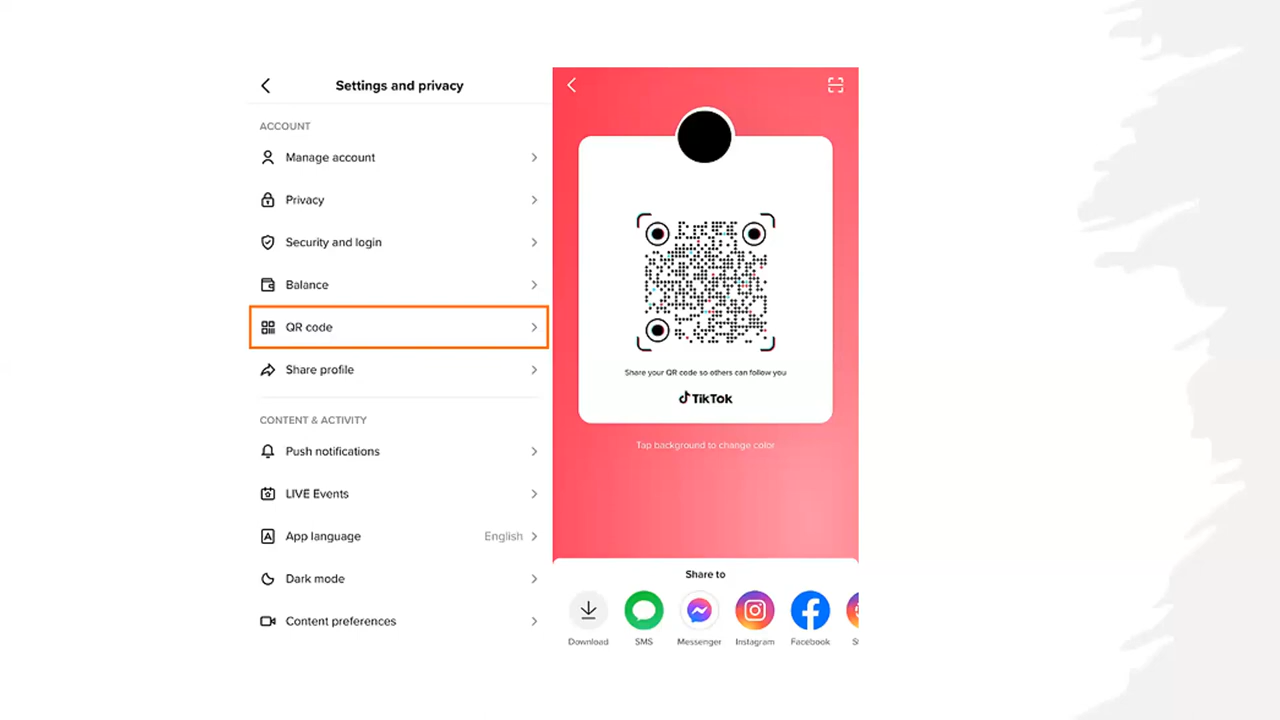 Settings and privacy
ACCOUNT
Manage account
Privacy
Security and login
Balance
QR code
Share profile
CONTENT & ACTIVITY
Push notifications
LIVE Events
App language English
Dark mode
Content preferences
Share your QR code so others can follow you
TikTok
Tap background to change color
Share to
Download SMS Messenger Instagram Facebook